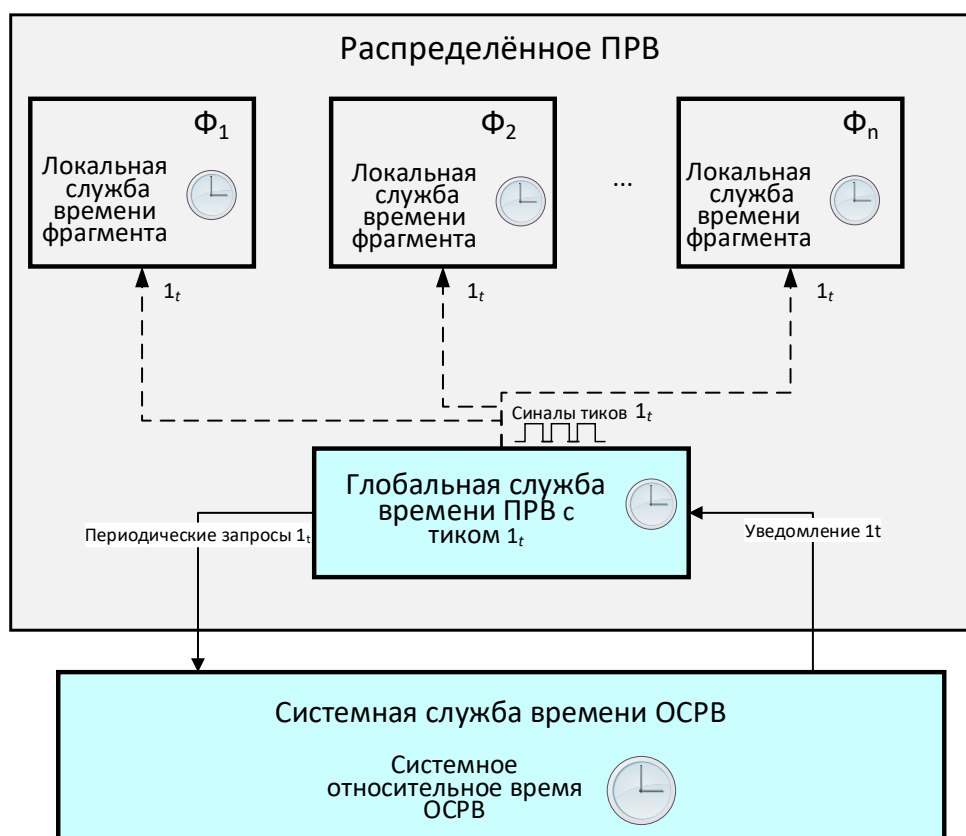 Распределённое ПРВ
Ф1
Локальная
служба
времени
фрагмента
Ф2
Локальная
служба
времени
фрагмента
...
Фn
Локальная
служба
времени
фрагмента
1t
1t
1t
Синалы тиков 1t
Глобальная служба
времени ПРВ с
тиком 1t
Периодические запросы 1t
Уведомление 1t
Системная служба времени ОСРВ
Системное
относительное время
ОСРВ